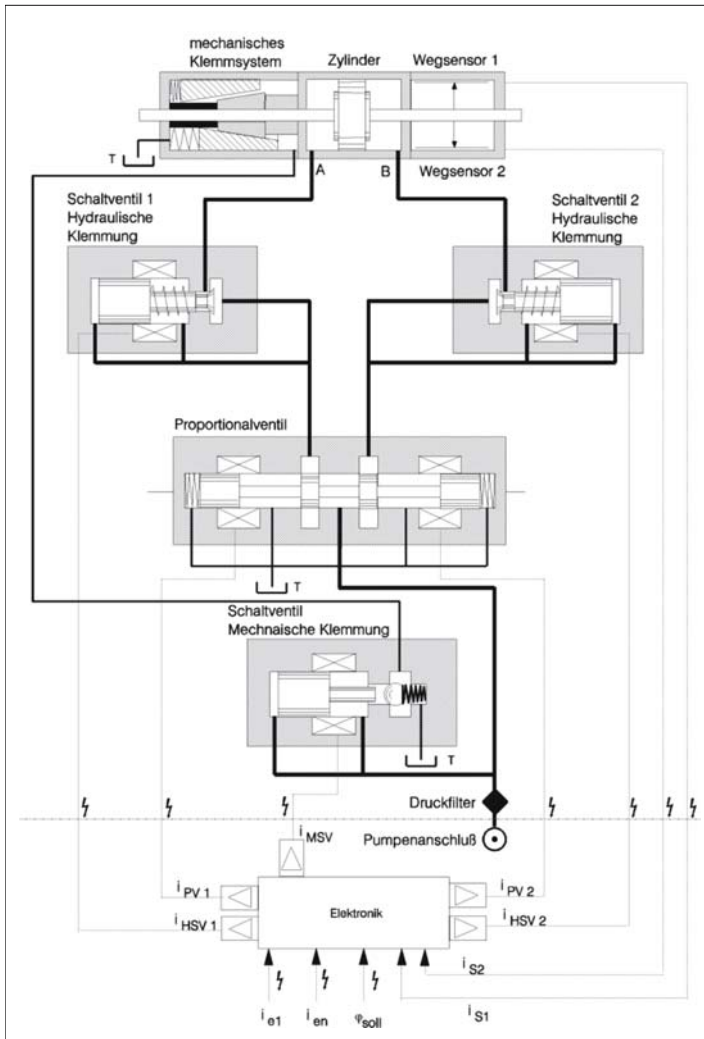 mechanisches
Klemmsystem
Zylinder
Wegsensor 1
T
A
B
Wegsensor 2
Schaltventil 1
Hydraulische
Klemmung
Schaltventil 2
Hydraulische
Klemmung
Proportionalventil
T
Schaltventil
Mechnaische Klemmung
T
Druckfilter
Pumpenanschluß
i MSV
i PV 1
i PV 2
i HSV 1
i HSV 2
Elektronik
i S2
i e1
i en
φsoll
i S1